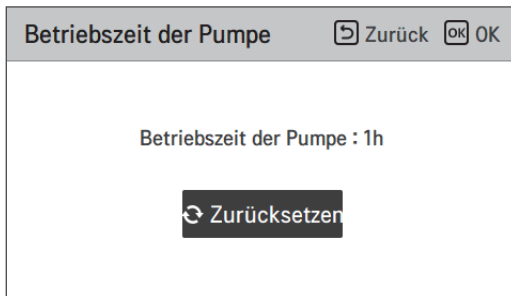 Betriebszeit der Pumpe Zurück OK OK
Betriebszeit der Pumpe : 1h
Zurücksetzen